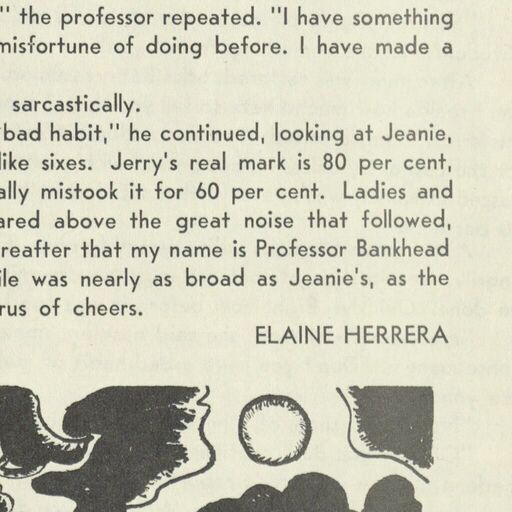 " the professor repeated. "I have something
misfortune of doing before. I have made a
sarcastically.
bad habit," he continued, looking at Jeanie,
like sixes. Jerry's real mark is 80 per cent,
ally mistook it for 60 per cent. Ladies and
ared above the great noise that followed,
reafter that my name is Professor Bankhead
ile was nearly as broad as Jeanie's, as the
rus of cheers.
ELAINE HERRERA